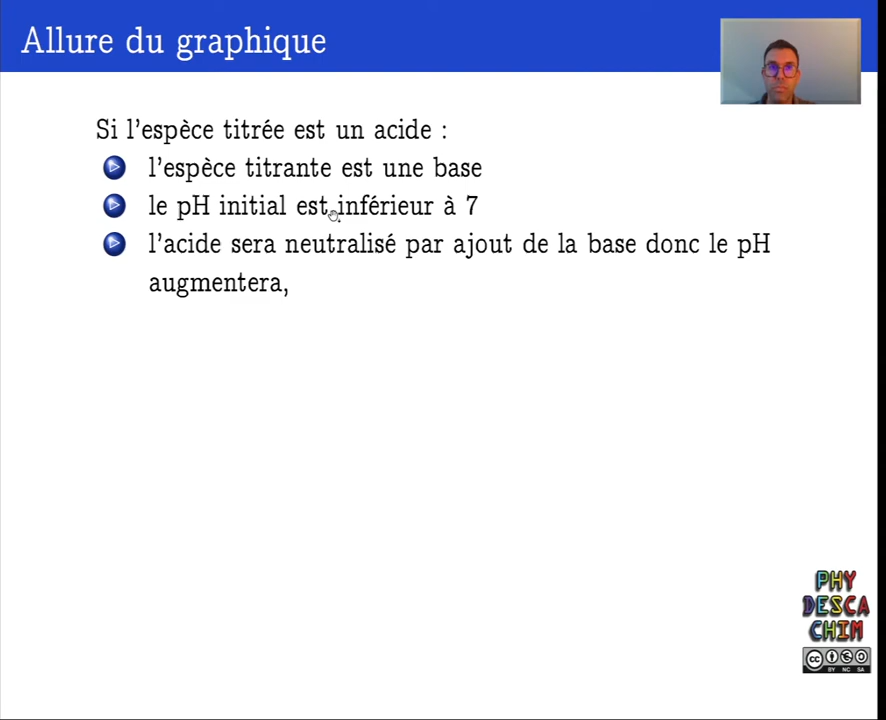 Allure du graphique
Si l'espèce titrée est un acide :
l'espèce titrante est une base
le pH initial est inférieur à 7
l'acide sera neutralisé par ajout de la base donc le pH
augmentera,
PHY
DESCA
CHIM
cc
BY NC SA